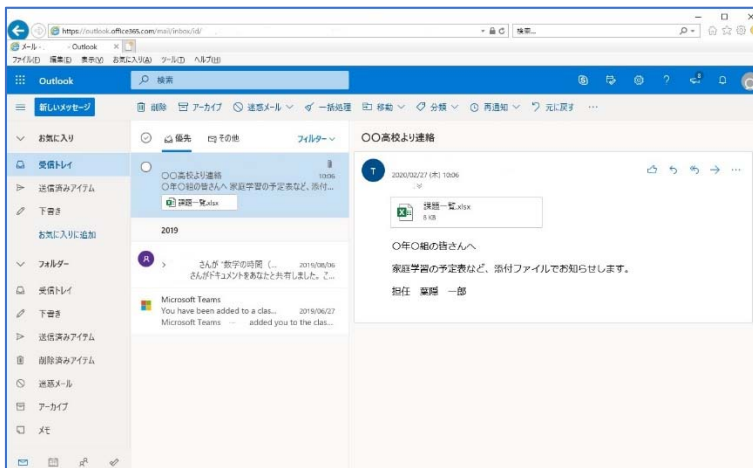 https://outlook.office365.com/mail/inbox/id/
検索...
メール - Outlook
ファイル(F) 編集(E) 表示(V) お気に入り(A) ツール(T) ヘルプ(H)
Outlook
検索
新しいメッセージ
削除 アーカイブ 迷惑メール 一括処理 移動 分類 再通知 元に戻す ...
お気に入り
受信トレイ
送信済みアイテム
下書き
お気に入りに追加
フォルダー
受信トレイ
下書き
送信済みアイテム
削除済みアイテム
迷惑メール
アーカイブ
メモ
優先 その他 フィルター
〇〇高校より連絡 10:06
〇年〇組の皆さんへ 家庭学習の予定表など、添付...
課題一覧.xlsx
2019
A
さんが "数学の時間 (... 2019/08/06
さんがドキュメントをあなたと共有しました。こ...
Microsoft Teams
You have been added to a clas... 2019/06/27
Microsoft Teams added you to the clas...
〇〇高校より連絡
T
2020/02/27 (木) 10:06
課題一覧.xlsx
8 KB
〇年〇組の皆さんへ
家庭学習の予定表など、添付ファイルでお知らせします。
担任 葉隠 一郎